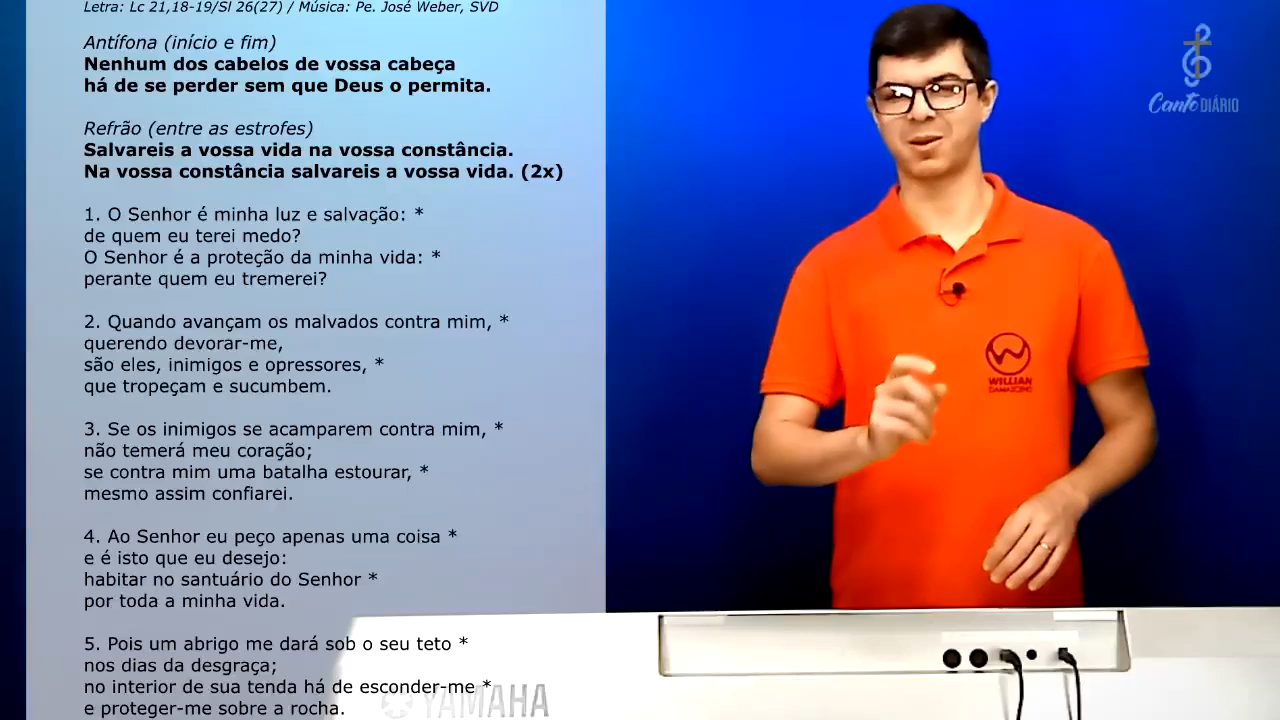 Letra: Lc 21,18-19/Sl 26(27) / Música: Pe. José Weber, SVD
Antífona (início e fim)
Nenhum dos cabelos de vossa cabeça
há de se perder sem que Deus o permita.
Refrão (entre as estrofes)
Salvareis a vossa vida na vossa constância.
Na vossa constância salvareis a vossa vida. (2x)
1. O Senhor é minha luz e salvação: *
de quem eu terei medo?
O Senhor é a proteção da minha vida: *
perante quem eu tremerei?
2. Quando avançam os malvados contra mim, *
querendo devorar-me,
são eles, inimigos e opressores, *
que tropeçam e sucumbem.
3. Se os inimigos se acamparem contra mim, *
não temerá meu coração;
se contra mim uma batalha estourar, *
mesmo assim confiarei.
4. Ao Senhor eu peço apenas uma coisa *
e é isto que eu desejo:
habitar no santuário do Senhor *
por toda a minha vida.
5. Pois um abrigo me dará sob o seu teto *
nos dias da desgraça;
no interior de sua tenda há de esconder-me *
e proteger-me sobre a rocha.
Canto DIÁRIO
WILLIAN
DAMASCENO
YAMAHA